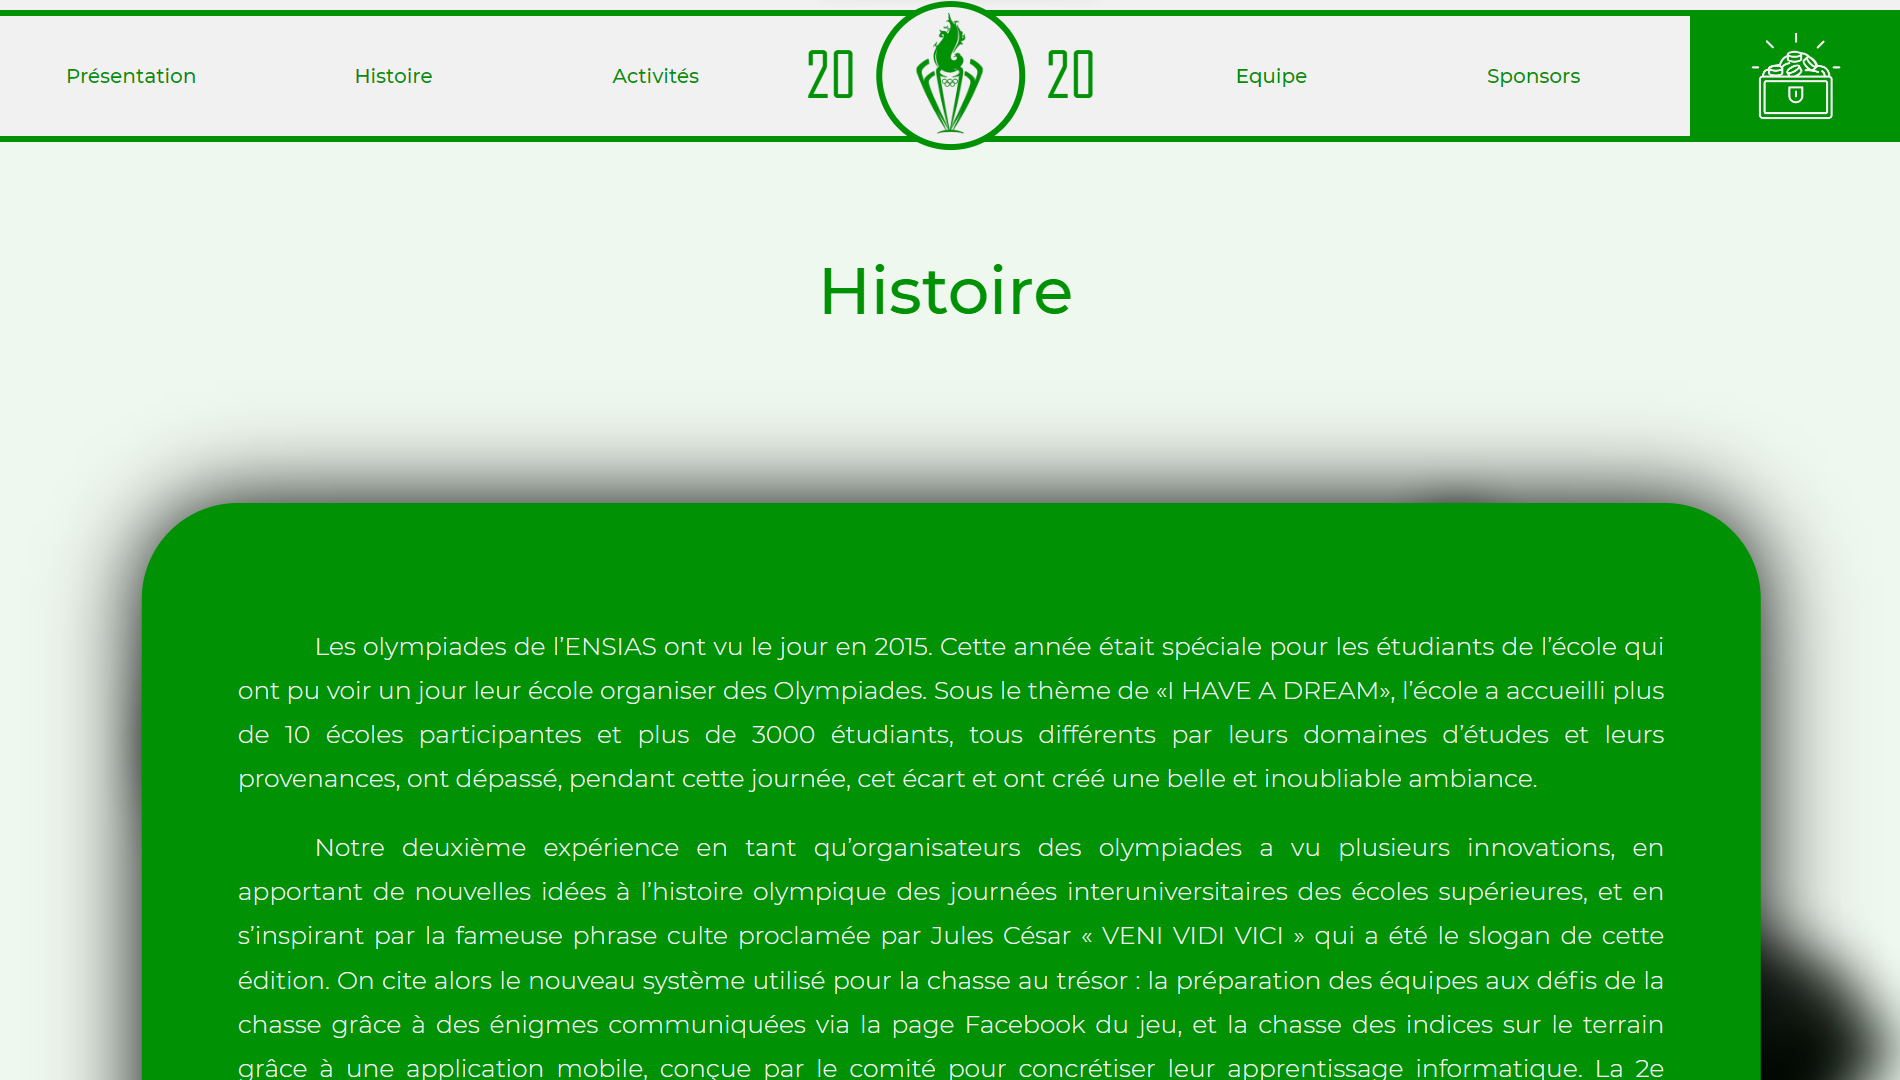 Présentation
Histoire
Activités
20
20
Equipe
Sponsors
Histoire
Les olympiades de l’ENSIAS ont vu le jour en 2015. Cette année était spéciale pour les étudiants de l’école qui
ont pu voir un jour leur école organiser des Olympiades. Sous le thème de «I HAVE A DREAM», l’école a accueilli plus
de 10 écoles participantes et plus de 3000 étudiants, tous différents par leurs domaines d’études et leurs
provenances, ont dépassé, pendant cette journée, cet écart et ont créé une belle et inoubliable ambiance.
Notre deuxième expérience en tant qu’organisateurs des olympiades a vu plusieurs innovations, en
apportant de nouvelles idées à l’histoire olympique des journées interuniversitaires des écoles supérieures, et en
s’inspirant par la fameuse phrase culte proclamée par Jules César « VENI VIDI VICI » qui a été le slogan de cette
édition. On cite alors le nouveau système utilisé pour la chasse au trésor : la préparation des équipes aux défis de la
chasse grâce à des énigmes communiquées via la page Facebook du jeu, et la chasse des indices sur le terrain
grâce à une application mobile, conçue par le comité pour concrétiser leur apprentissage informatique. La 2e